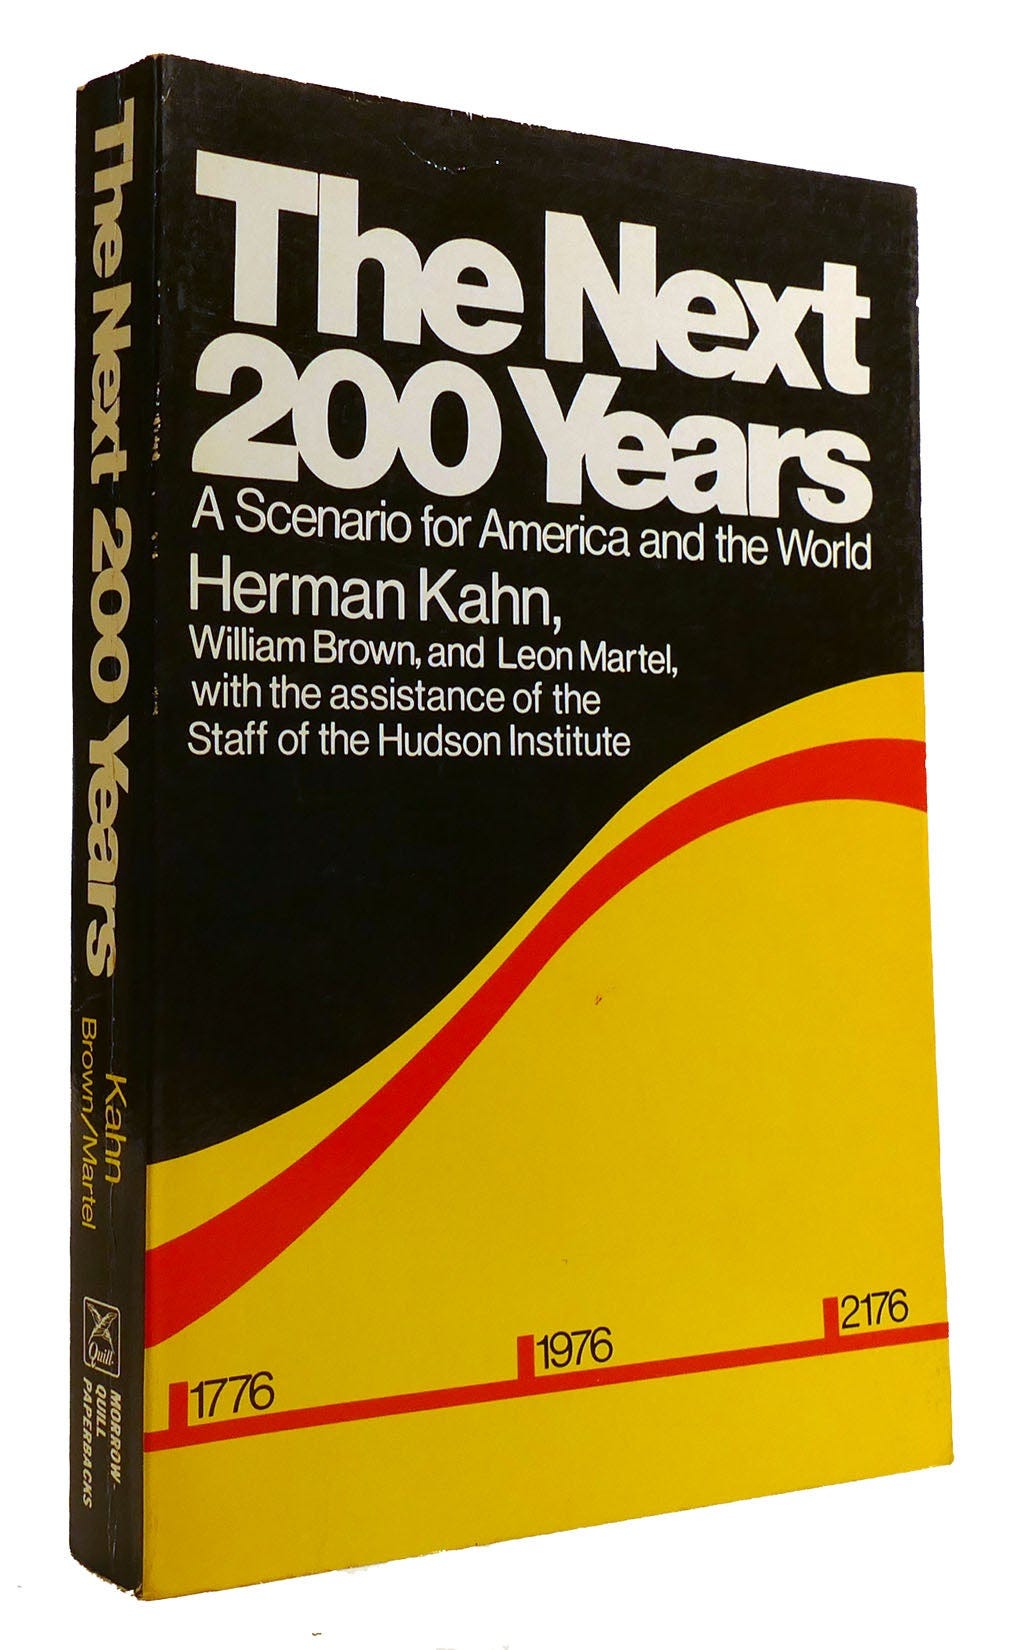 The Next
200 Years
A Scenario for America and the World
Herman Kahn,
William Brown, and Leon Martel,
with the assistance of the
Staff of the Hudson Institute
1776
1976
2176
The Next 200 Years
Kahn
Brown/Martel
Quill
MORROW
QUILL
PAPERBACKS